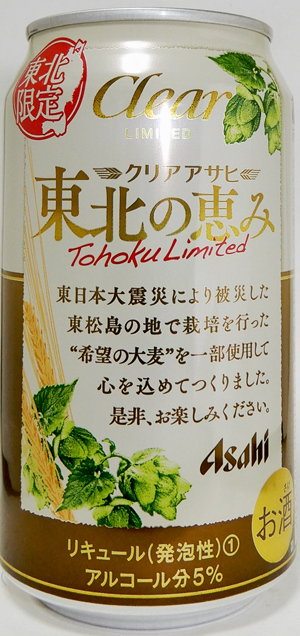 東北
限定
Clear
LIMITED
クリアアサヒ
東北の恵み
Tohoku Limited
東日本大震災により被災した
東松島の地で栽培を行った
“希望の大麦”を一部使用して
心を込めてつくりました。
是非、お楽しみください。
Asahi
お酒
リキュール(発泡性)①
アルコール分5%